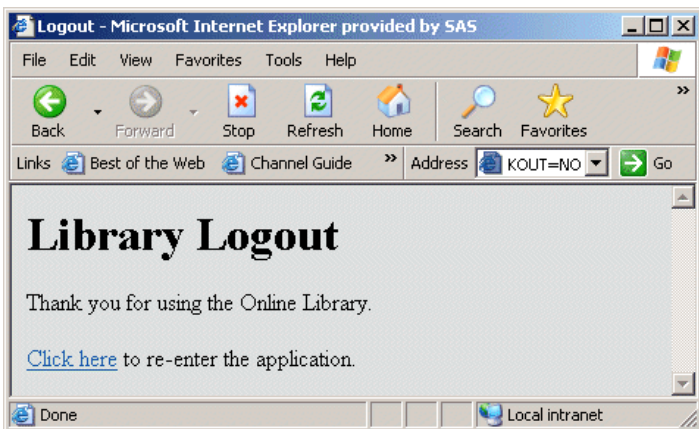 Logout - Microsoft Internet Explorer provided by SAS
File Edit View Favorites Tools Help
Back Forward Stop Refresh Home Search Favorites »
Links Best of the Web Channel Guide » Address KOUT=NO Go
Library Logout
Thank you for using the Online Library.
Click here to re-enter the application.
Done Local intranet